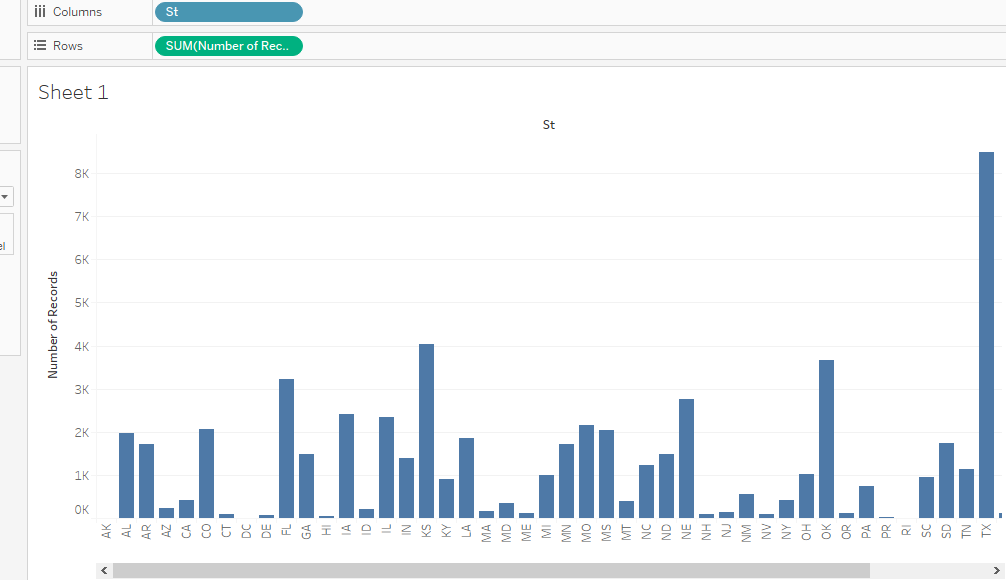 Columns
St
Rows
SUM(Number of Rec..
Sheet 1
St
Number of Records
8K
7K
6K
5K
4K
3K
2K
1K
0K
AK AL AR AZ CA CO CT DC DE FL GA HI IA ID IL IN KS KY LA MA MD ME MI MN MO MS MT NC ND NE NH NJ NM NV NY OH OK OR PA PR RI SC SD TN TX